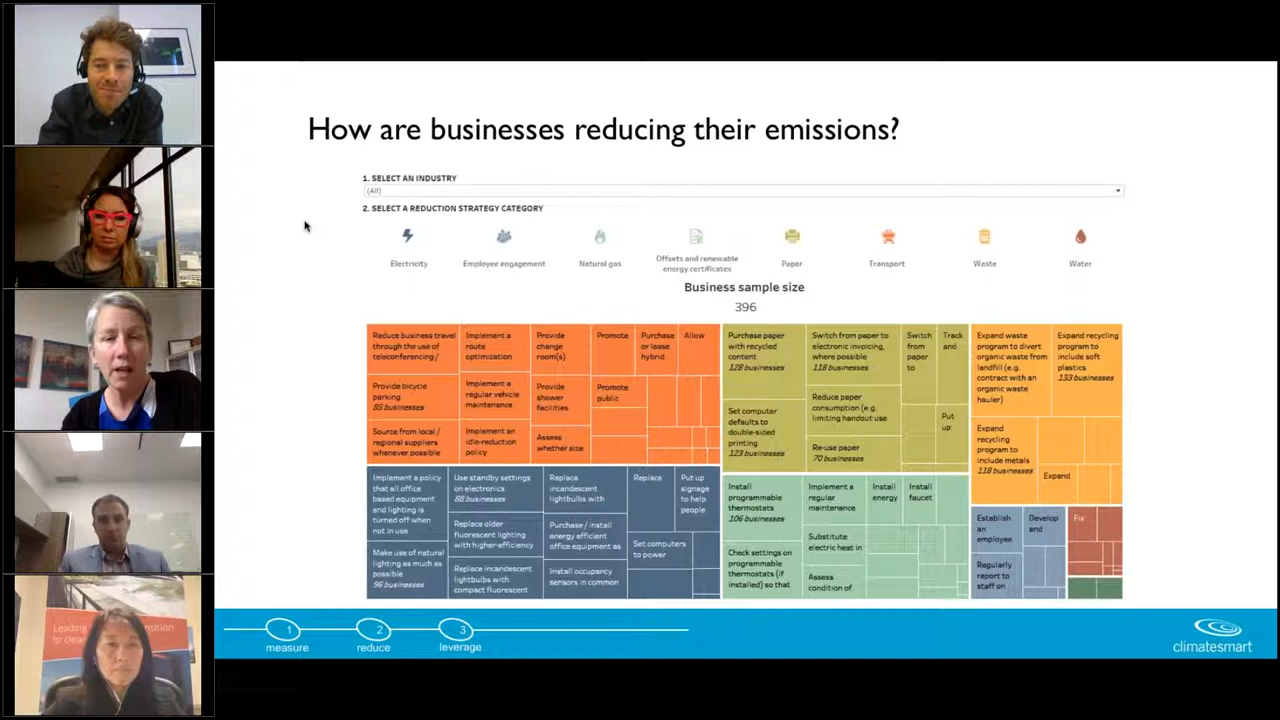 How are businesses reducing their emissions?
1. SELECT AN INDUSTRY
(All)
2. SELECT A REDUCTION STRATEGY CATEGORY
Electricity
Employee engagement
Natural gas
Offsets and renewable
energy certificates
Paper
Transport
Waste
Water
Business sample size
396
Reduce business travel
through the use of
teleconferencing/
Implement a
route
optimization
Provide
change
room(s)
Promote
Purchase
or lease
hybrid
Allow
Provide bicycle
parking
85 businesses
Implement a
regular vehicle
maintenance
Provide
shower
facilities
Promote
public
Source from local/
regional suppliers
whenever possible
Implement an
idle-reduction
policy
Assess
whether size
Purchase paper
with recycled
content
128 businesses
Switch from paper to
electronic invoicing,
where possible
118 businesses
Switch
from
paper
to
Track
and
Set computer
defaults to
double-sided
printing
123 businesses
Reduce paper
consumption (e.g.
limiting handout use
Put
up
Re-use paper
70 businesses
Expand waste
program to divert
organic waste from
landfill (e.g.
contract with an
organic waste
hauler)
Expand recycling
program to
include soft
plastics
133 businesses
Expand
recycling
program to
include metals
118 businesses
Expand
Implement a policy
that all office
based equipment
and lighting is
turned off when
not in use
Use standby settings
on electronics
88 businesses
Replace
incandescent
lightbulbs with
Replace
Put up
signage to
help
people
Replace older
fluorescent lighting
with higher-efficiency
Purchase / install
energy efficient
office equipment as
Set computers
to power
Make use of natural
lighting as much as
possible
96 businesses
Replace incandescent
lightbulbs with
compact fluorescent
Install occupancy
sensors in common
Install
programmable
thermostats
106 businesses
Implement a
regular
maintenance
Install
energy
Install
faucet
Substitute
electric heat in
Check settings on
programmable
thermostats (if
installed) so that
Assess
condition of
Establish
an
employee
Develop
and
Fix
Regularly
report to
staff on
1
2
3
measure
reduce
leverage
climatesmart